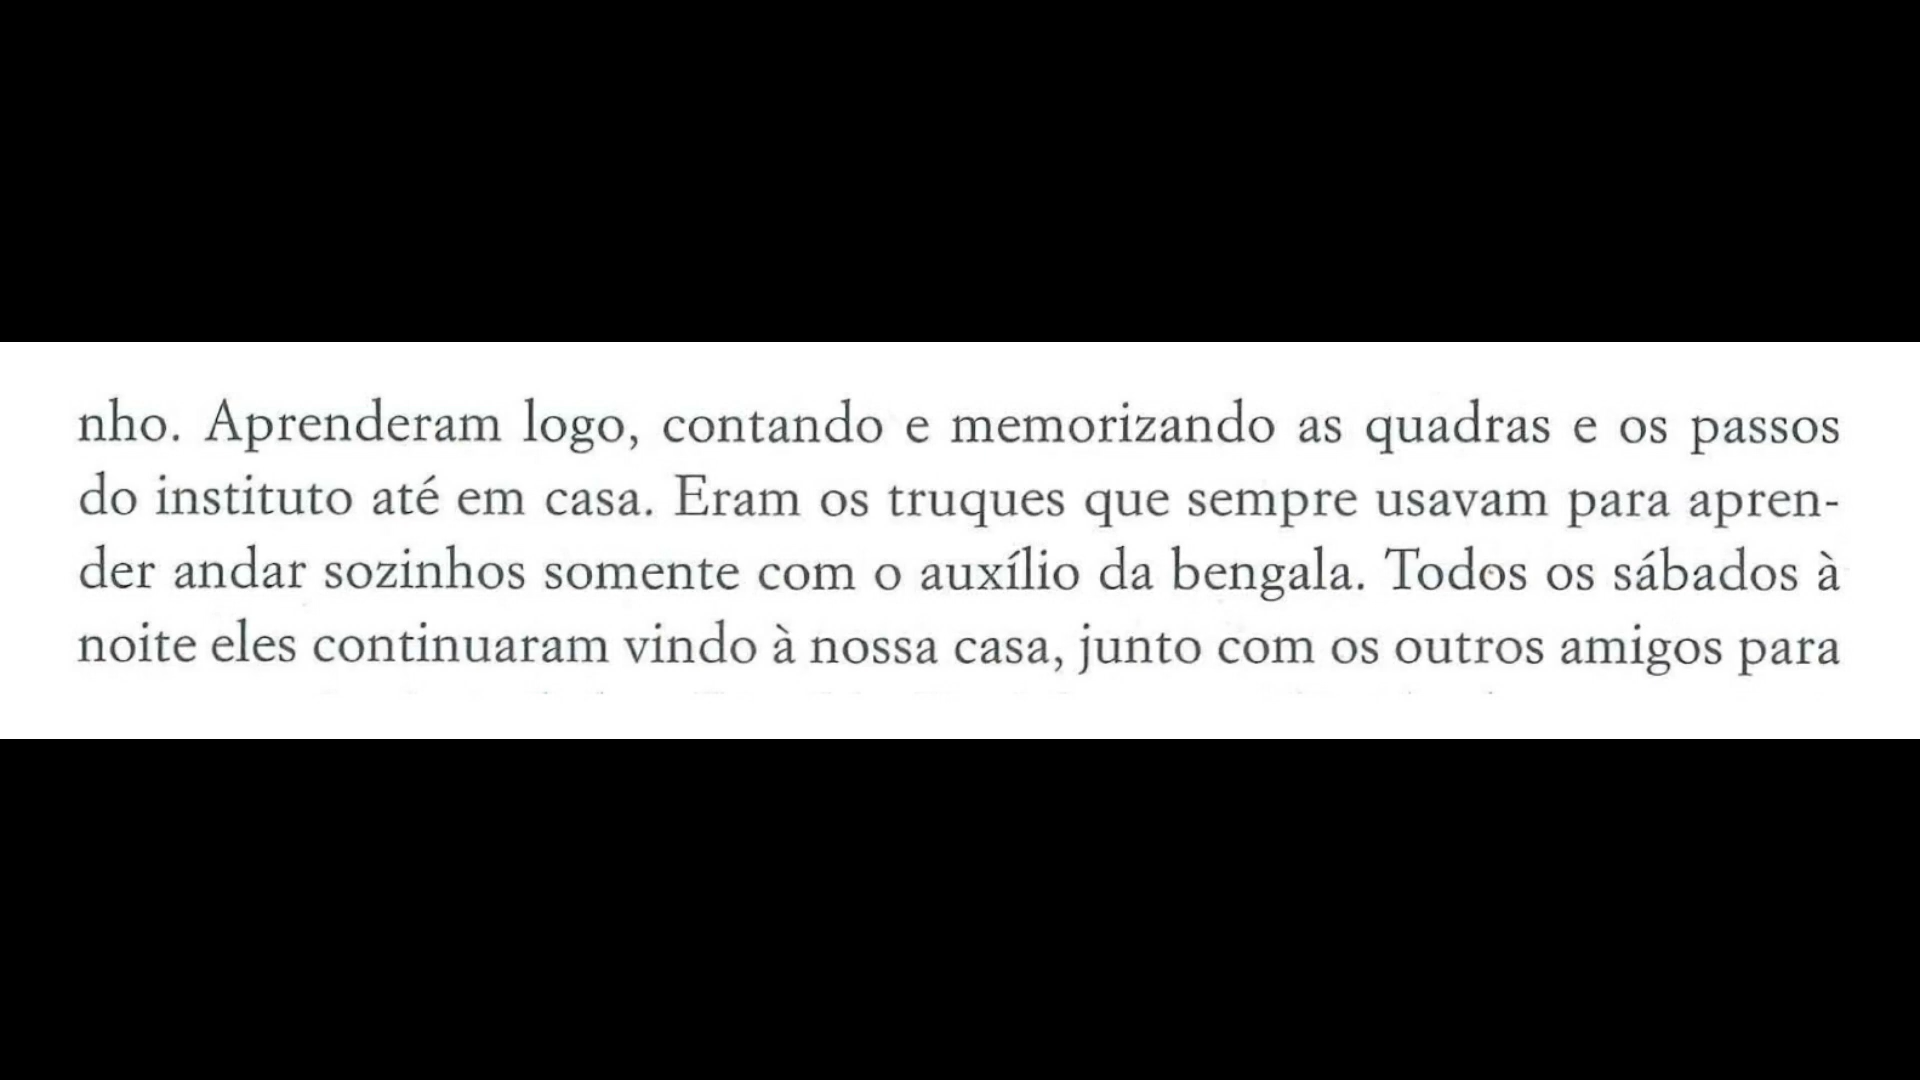 nho. Aprenderam logo, contando e memorizando as quadras e os passos
do instituto até em casa. Eram os truques que sempre usavam para apren-
der andar sozinhos somente com o auxílio da bengala. Todos os sábados à
noite eles continuaram vindo à nossa casa, junto com os outros amigos para